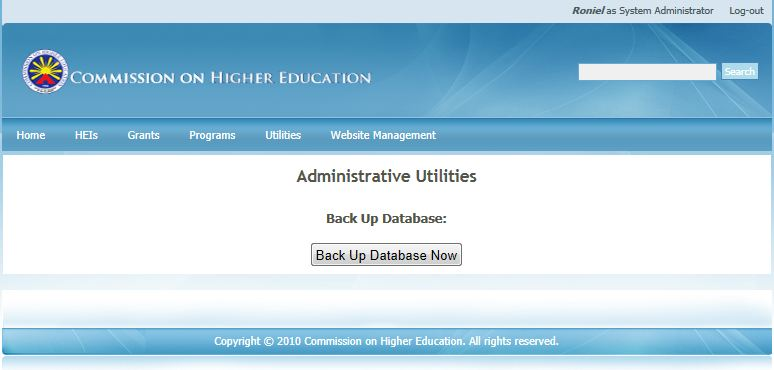 Roniel as System Administrator Log-out
COMMISSION ON HIGHER EDUCATION
Search
Home HEIs Grants Programs Utilities Website Management
Administrative Utilities
Back Up Database:
Back Up Database Now
Copyright © 2010 Commission on Higher Education. All rights reserved.